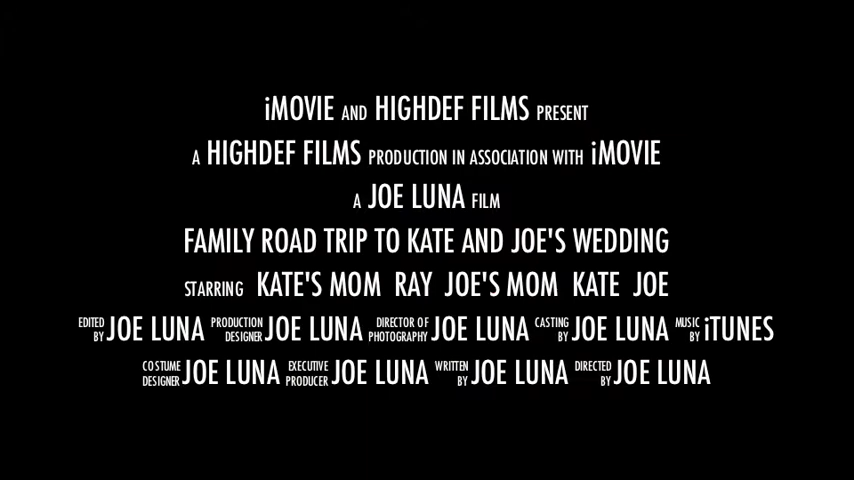 iMOVIE AND HIGHDEF FILMS PRESENT
A HIGHDEF FILMS PRODUCTION IN ASSOCIATION WITH iMOVIE
A JOE LUNA FILM
FAMILY ROAD TRIP TO KATE AND JOE'S WEDDING
STARRING KATE'S MOM RAY JOE'S MOM KATE JOE
EDITED BY JOE LUNA PRODUCTION DESIGNER JOE LUNA DIRECTOR OF PHOTOGRAPHY JOE LUNA CASTING BY JOE LUNA MUSIC BY iTUNES
COSTUME DESIGNER JOE LUNA EXECUTIVE PRODUCER JOE LUNA WRITTEN BY JOE LUNA DIRECTED BY JOE LUNA